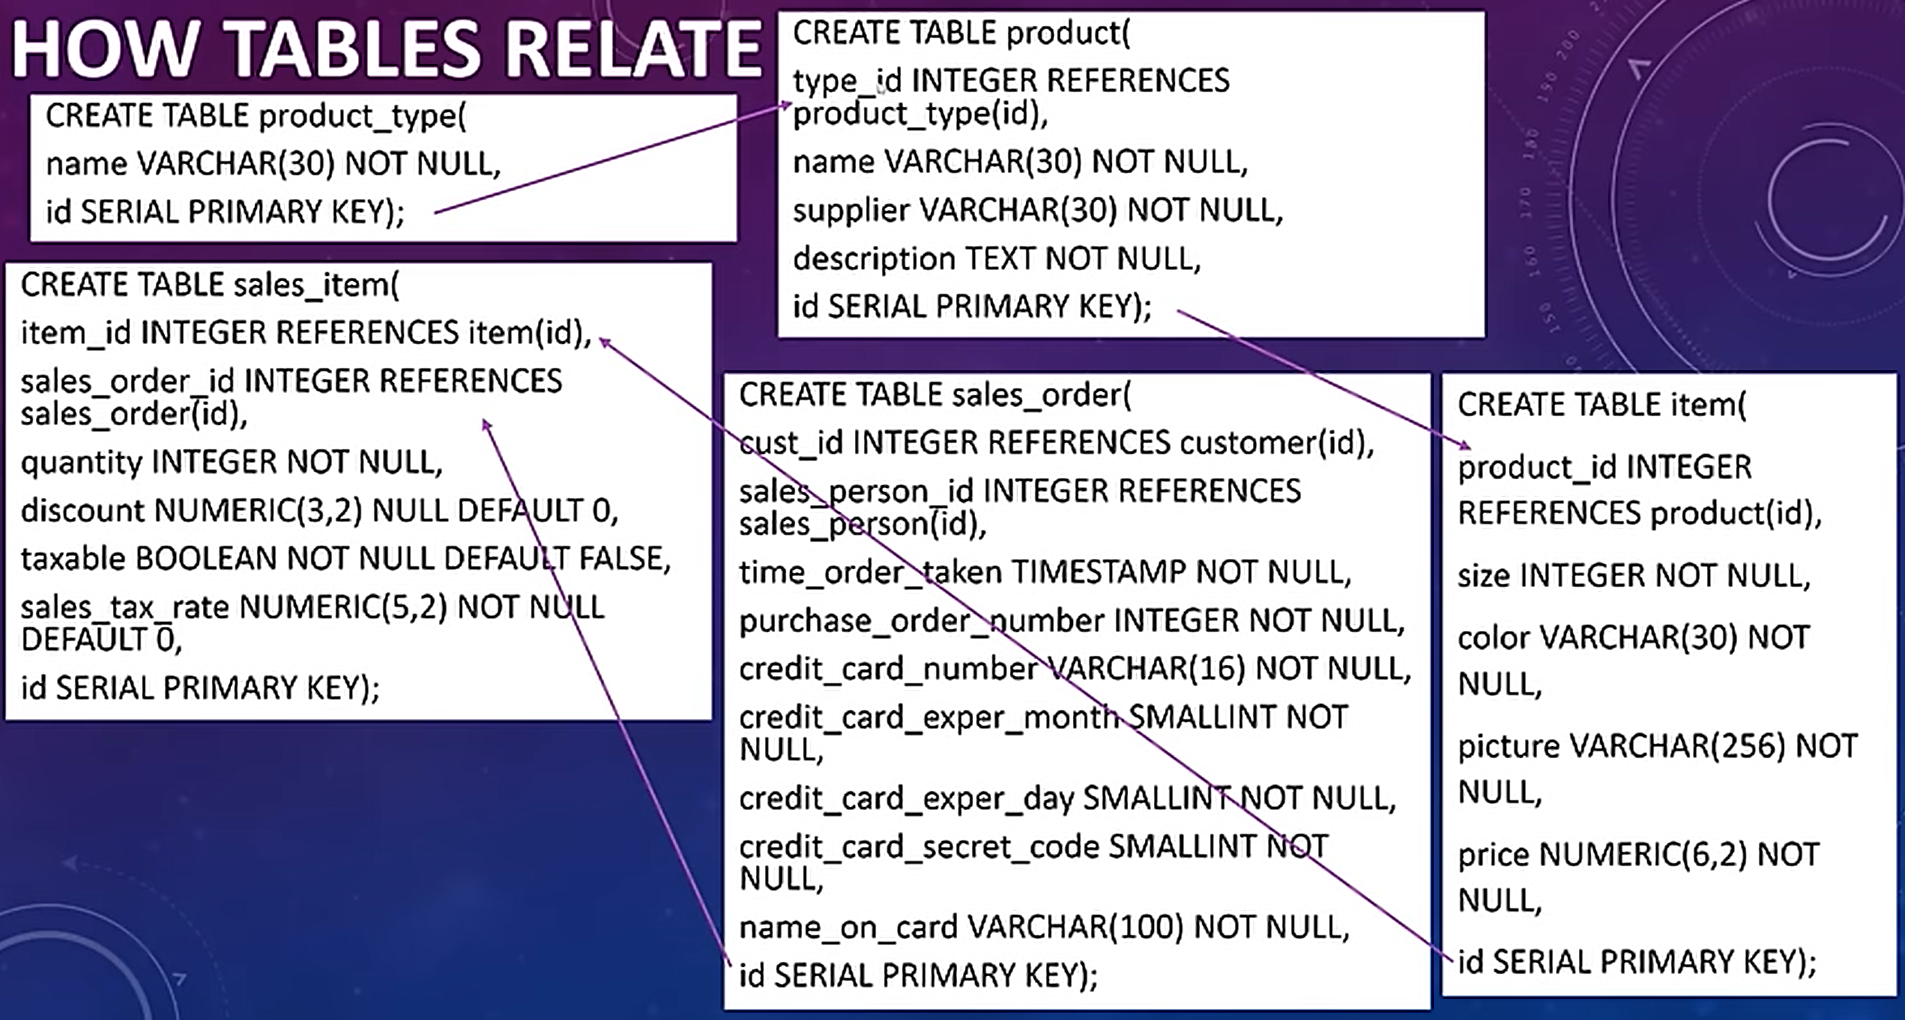 HOW TABLES RELATE
CREATE TABLE product_type(
name VARCHAR(30) NOT NULL,
id SERIAL PRIMARY KEY);
CREATE TABLE product(
type_id INTEGER REFERENCES
product_type(id),
name VARCHAR(30) NOT NULL,
supplier VARCHAR(30) NOT NULL,
description TEXT NOT NULL,
id SERIAL PRIMARY KEY);
CREATE TABLE sales_item(
item_id INTEGER REFERENCES item(id),
sales_order_id INTEGER REFERENCES
sales_order(id),
quantity INTEGER NOT NULL,
discount NUMERIC(3,2) NULL DEFAULT 0,
taxable BOOLEAN NOT NULL DEFAULT FALSE,
sales_tax_rate NUMERIC(5,2) NOT NULL
DEFAULT 0,
id SERIAL PRIMARY KEY);
CREATE TABLE sales_order(
cust_id INTEGER REFERENCES customer(id),
sales_person_id INTEGER REFERENCES
sales_person(id),
time_order_taken TIMESTAMP NOT NULL,
purchase_order_number INTEGER NOT NULL,
credit_card_number VARCHAR(16) NOT NULL,
credit_card_exper_month SMALLINT NOT
NULL,
credit_card_exper_day SMALLINT NOT NULL,
credit_card_secret_code SMALLINT NOT
NULL,
name_on_card VARCHAR(100) NOT NULL,
id SERIAL PRIMARY KEY);
CREATE TABLE item(
product_id INTEGER
REFERENCES product(id),
size INTEGER NOT NULL,
color VARCHAR(30) NOT
NULL,
picture VARCHAR(256) NOT
NULL,
price NUMERIC(6,2) NOT
NULL,
id SERIAL PRIMARY KEY);
200
190
180
170
160
150